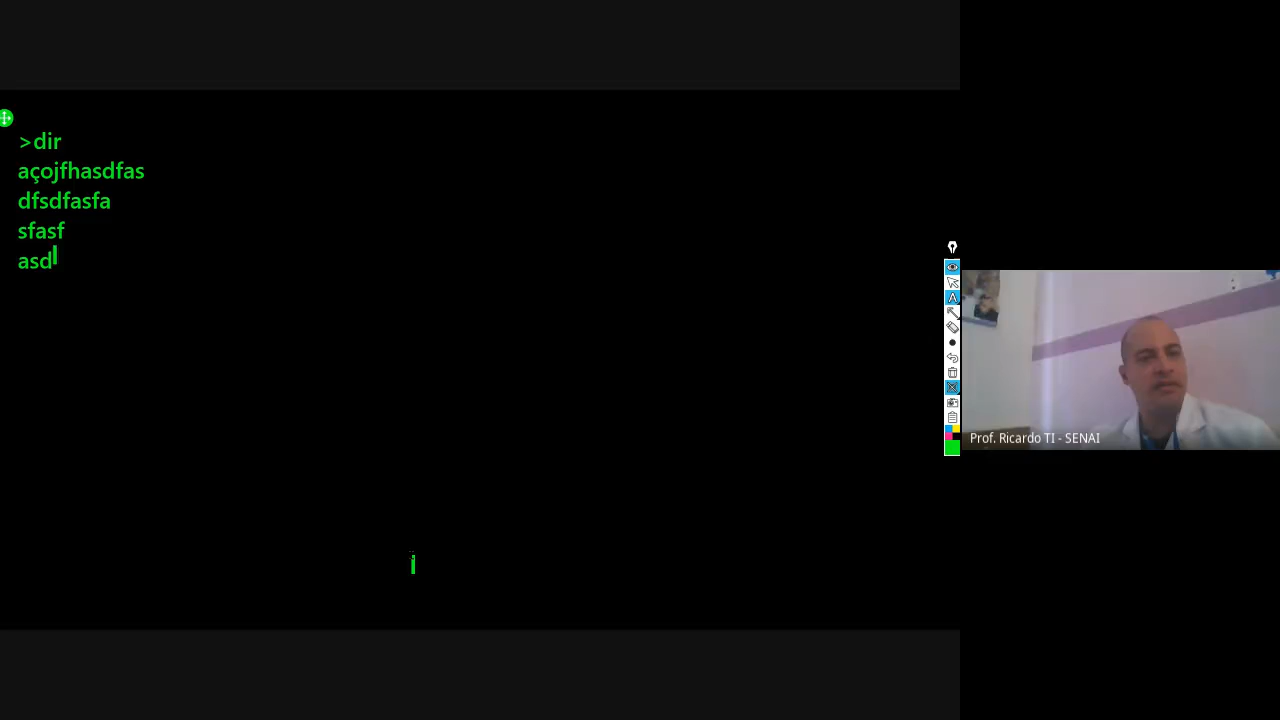 >dir
açojfhasdfas
dfsdfasfa
sfasf
asd
Prof. Ricardo TI - SENAI